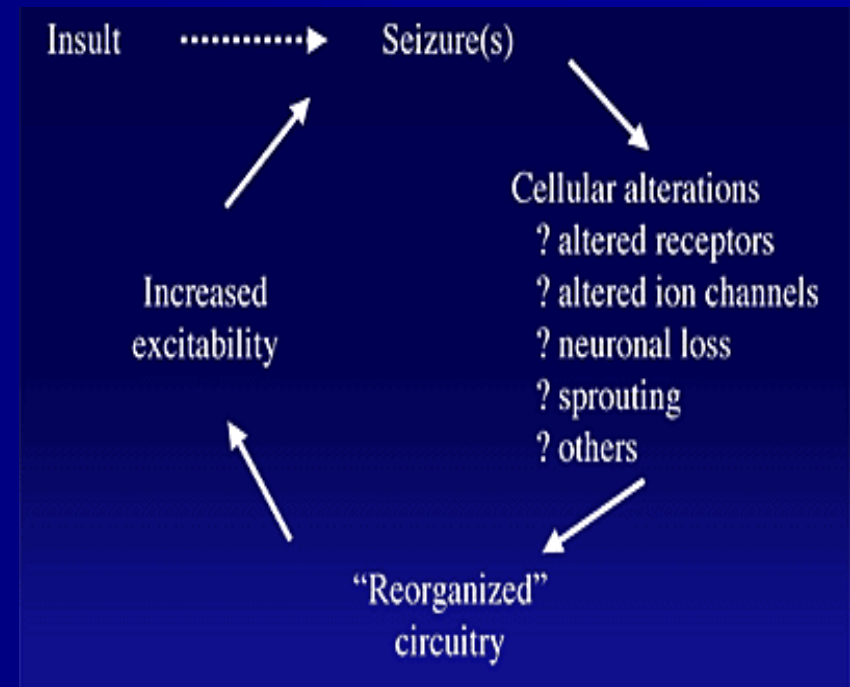 Insult
Seizure(s)
Cellular alterations
? altered receptors
? altered ion channels
? neuronal loss
? sprouting
? others
“Reorganized”
circuitry
Increased
excitability